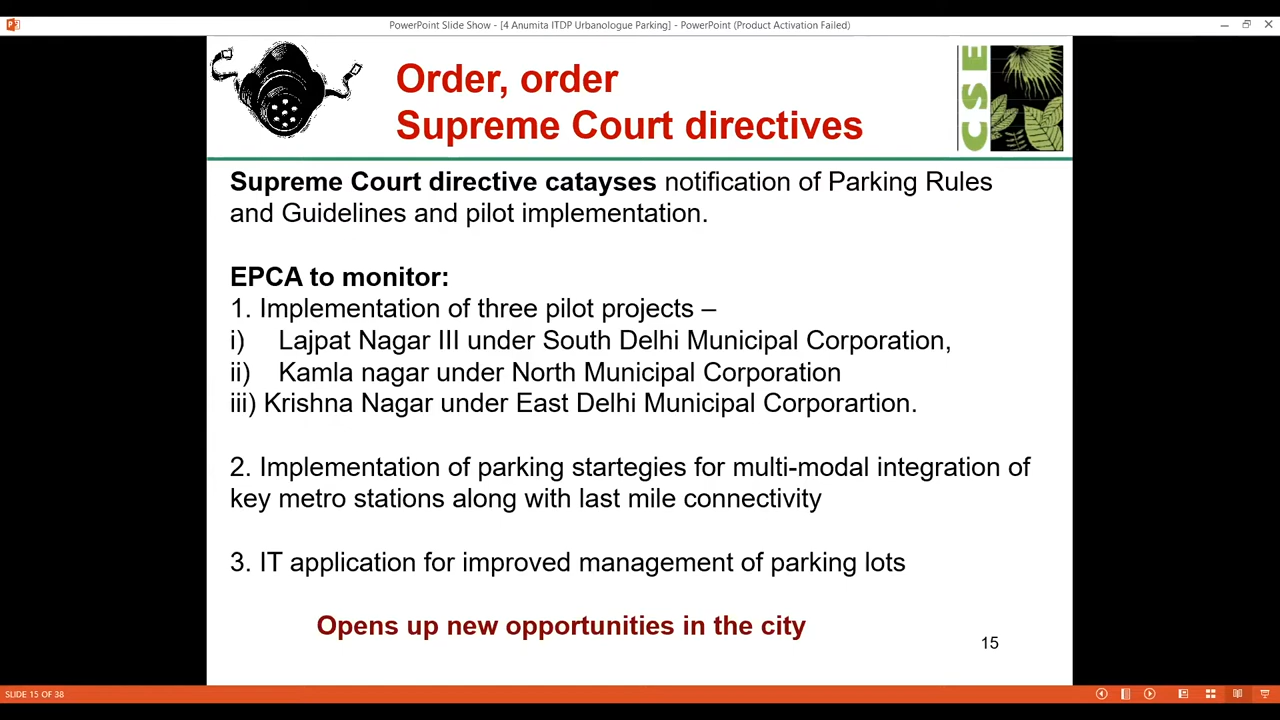 PowerPoint Slide Show - [4 Anumita ITDP Urbanologue Parking] - PowerPoint (Product Activation Failed)
Order, order
Supreme Court directives
CSE
Supreme Court directive catayses notification of Parking Rules
and Guidelines and pilot implementation.
EPCA to monitor:
1. Implementation of three pilot projects –
i) Lajpat Nagar III under South Delhi Municipal Corporation,
ii) Kamla nagar under North Municipal Corporation
iii) Krishna Nagar under East Delhi Municipal Corporartion.
2. Implementation of parking startegies for multi-modal integration of
key metro stations along with last mile connectivity
3. IT application for improved management of parking lots
Opens up new opportunities in the city
15
SLIDE 15 OF 38